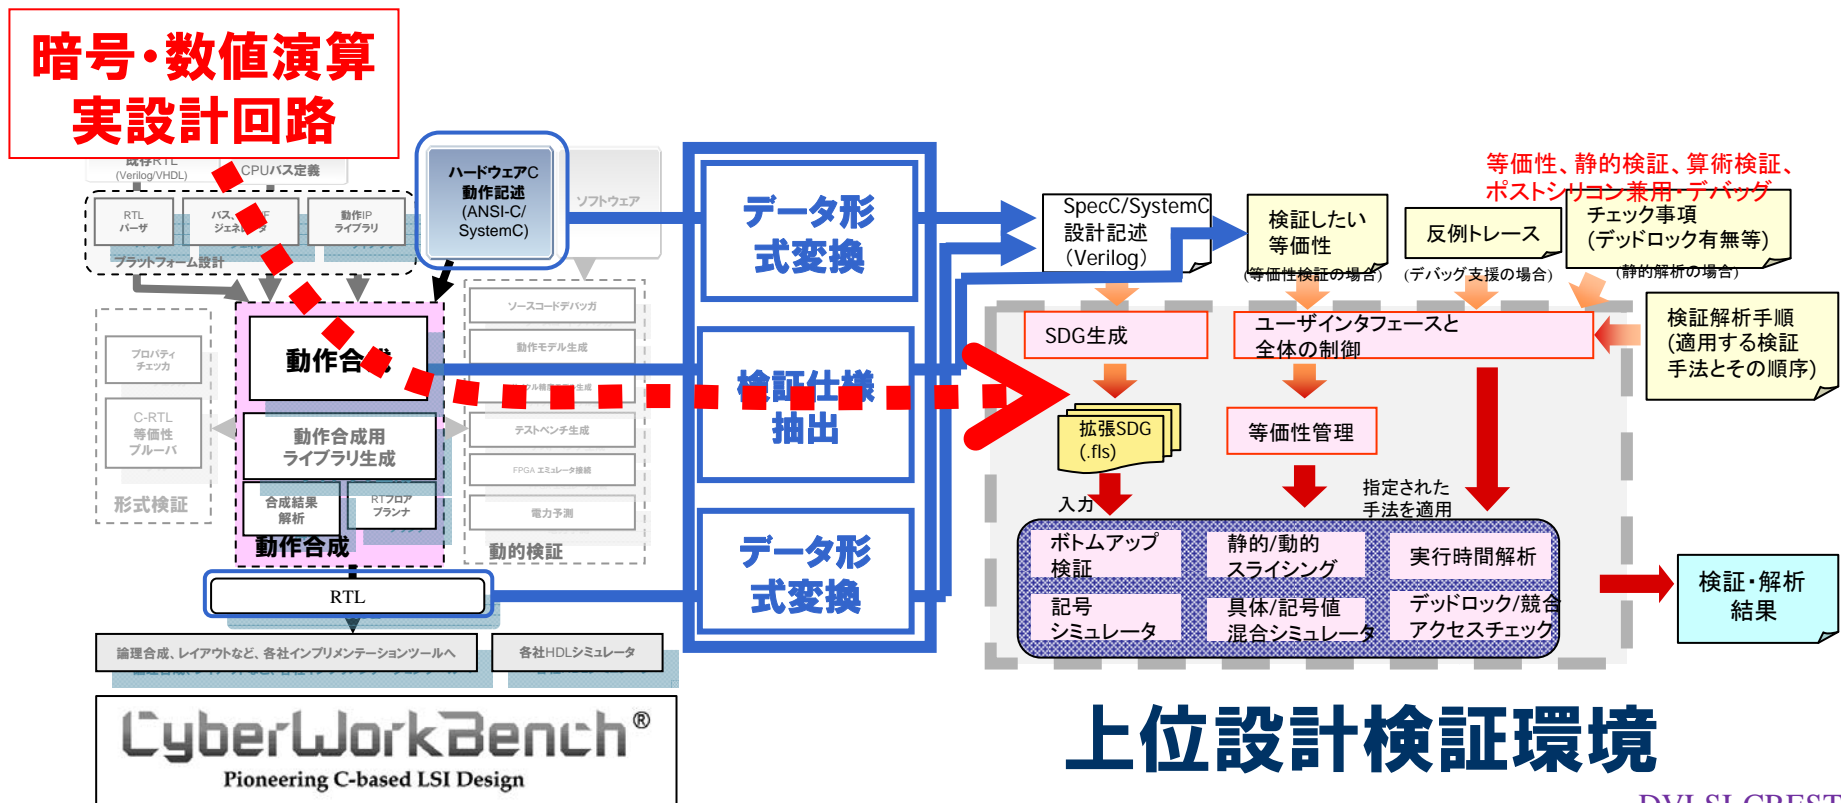 暗号・数値演算
実設計回路
既存RTL
(Verilog/VHDL)
CPUバス定義
RTL
パーザ
バス、
ジェネ
動作IP
ライブラリ
プラットフォーム設計
ハードウェアC
動作記述
(ANSI-C/
SystemC)
ソフトウェア
プロパティ
チェッカ
C-RTL
等価性
プルーバ
形式検証
動作合成
動作合成用
ライブラリ生成
合成結果
解析
RTフロア
プランナ
動作合成
ソースコードデバッガ
動作モデル生成
テストベンチ生成
FPGA エミュレータ接続
電力予測
動的検証
RTL
論理合成、レイアウトなど、各社インプリメンテーションツールへ
各社HDLシミュレータ
CyberWorkBench®
Pioneering C-based LSI Design
データ形
式変換
検証仕様
抽出
データ形
式変換
等価性、静的検証、算術検証、
ポストシリコン兼用・デバッグ
SpecC/SystemC
設計記述
(Verilog)
検証したい
等価性
(等価性検証の場合)
反例トレース
(デバッグ支援の場合)
チェック事項
(デッドロック有無等)
(静的解析の場合)
検証解析手順
(適用する検証
手法とその順序)
SDG生成
ユーザインタフェースと
全体の制御
拡張SDG
(.fls)
等価性管理
入力
指定された
手法を適用
ボトムアップ
検証
静的/動的
スライシング
実行時間解析
記号
シミュレータ
具体/記号値
混合シミュレータ
デッドロック/競合
アクセスチェック
検証・解析
結果
上位設計検証環境